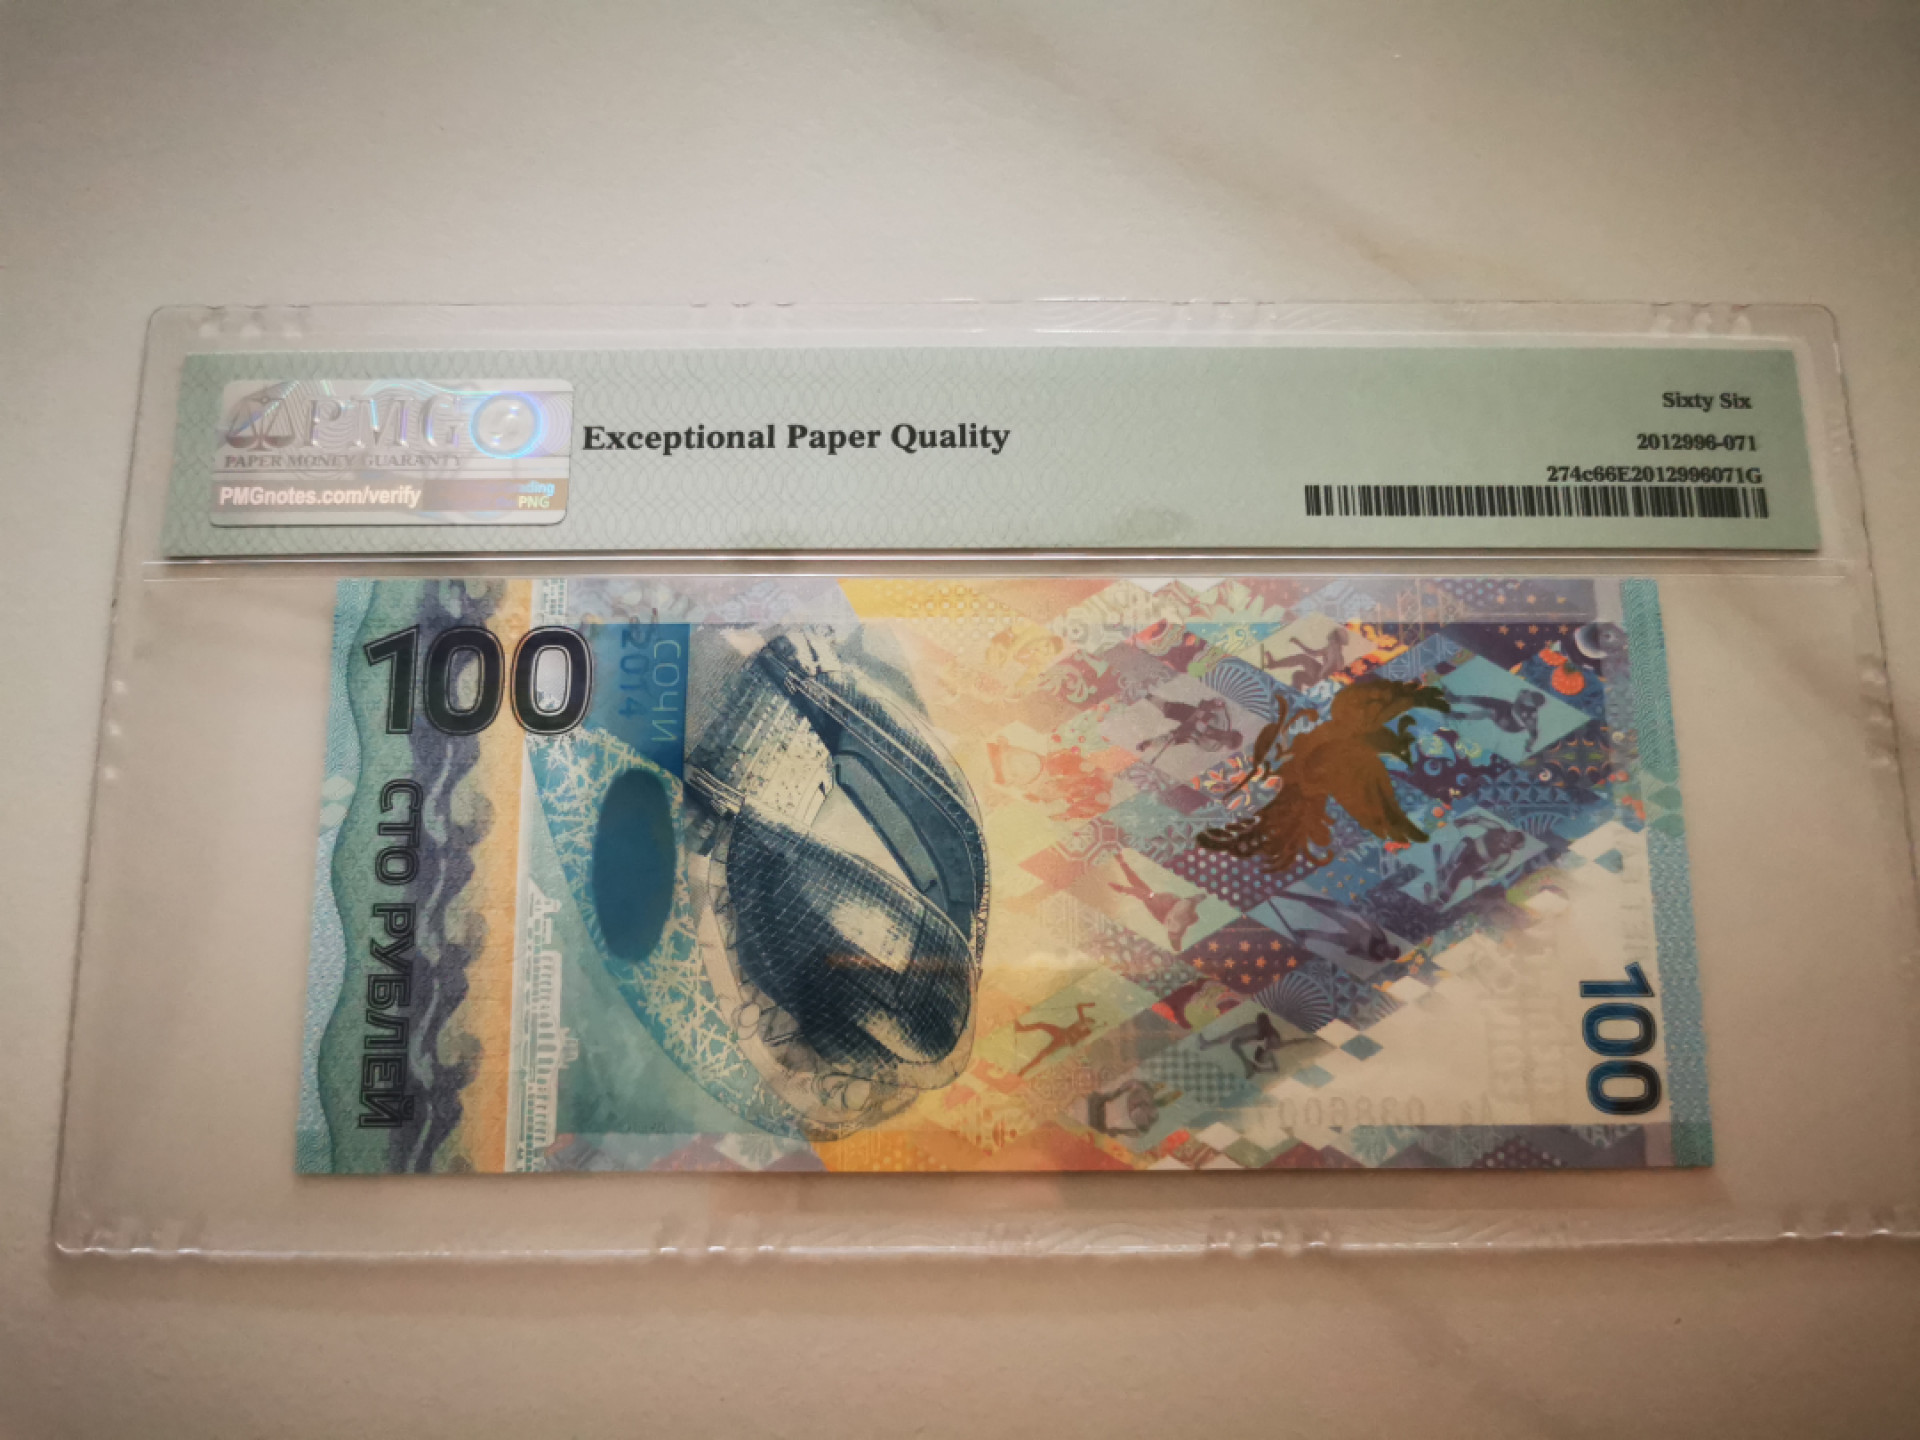 PMG
PAPER MONEY GUARANTY
PMGnotes.com/verify
PNG
Exceptional Paper Quality
Sixty Six
2012996-071
274c66E2012996071G
100
СТО РУБЛЕЙ
СОЧИ
2014
100